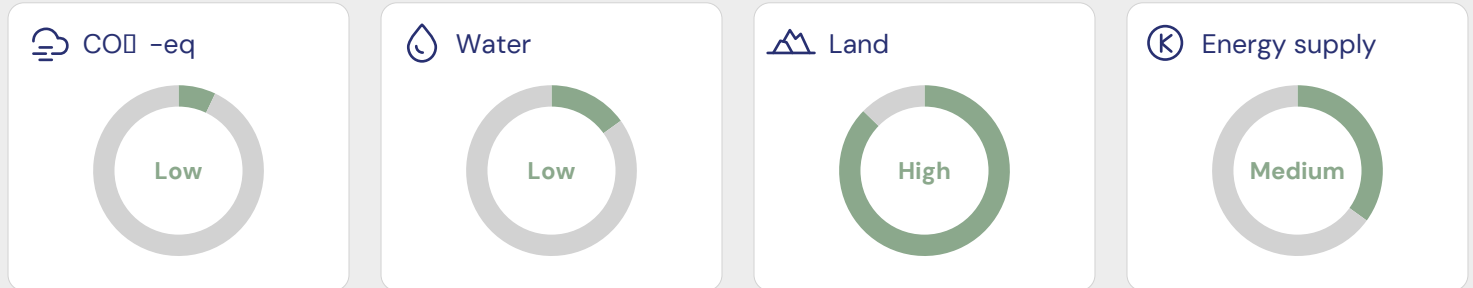 CO▯ -eq
Water
Land
Energy supply
Low
Low
High
Medium